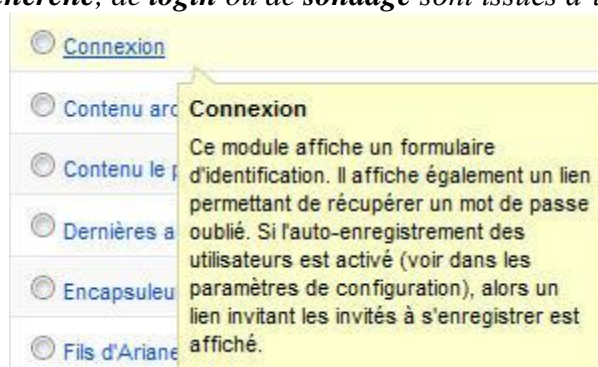 de login ou de sondage sont issues d'
Connexion
Contenu
Contenu le
Dernières
Encapsuleu
Fils d'Ariane
Connexion
Ce module affiche un formulaire
d'identification. Il affiche également un lien
permettant de récupérer un mot de passe
oublié. Si l'auto-enregistrement des
utilisateurs est activé (voir dans les
paramètres de configuration), alors un
lien invitant les invités à s'enregistrer est
affiché.